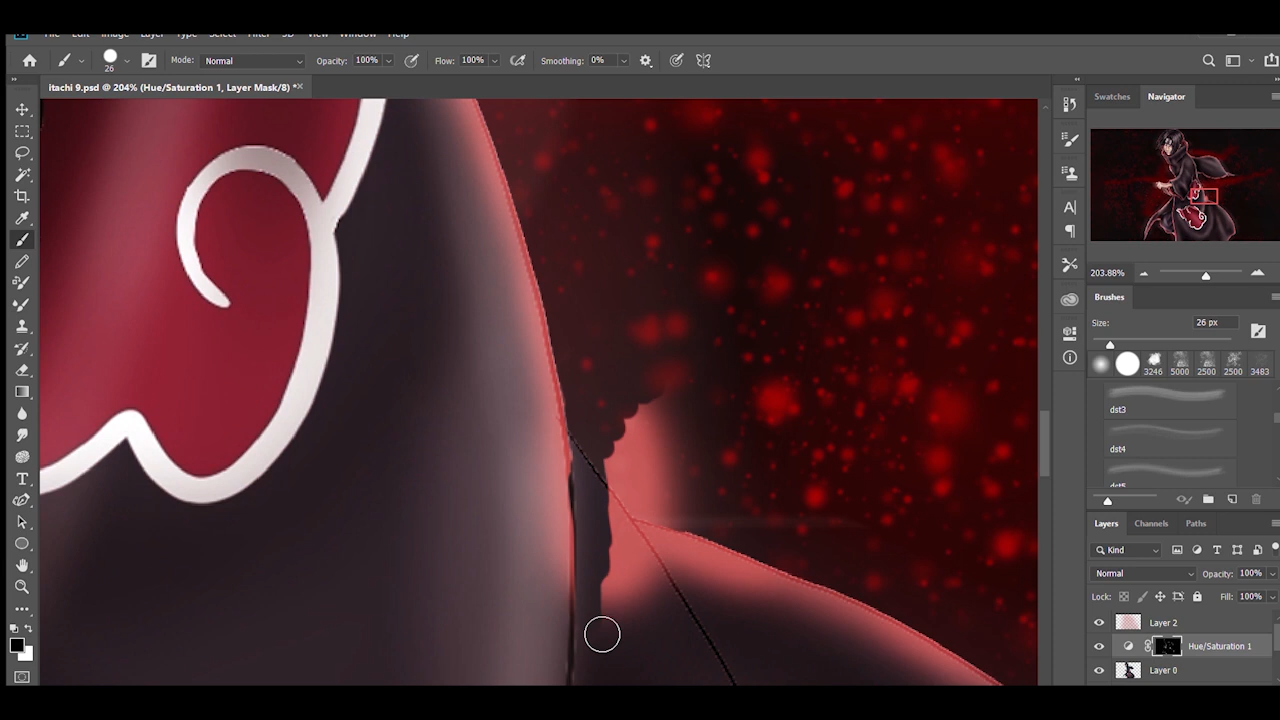 File Edit Image Layer Type Select Filter 3D View Window Help
26 Mode: Normal Opacity: 100% Flow: 100% Smoothing: 0%
itachi 9.psd @ 204% (Hue/Saturation 1, Layer Mask/8) *
Swatches Navigator
203.88%
Brushes
Size: 26 px
3246 5000 2500 2500 3483
dst3
dst4
dst5
Layers Channels Paths
Kind
Normal Opacity: 100%
Lock: Fill: 100%
Layer 2
Hue/Saturation 1
Layer 0